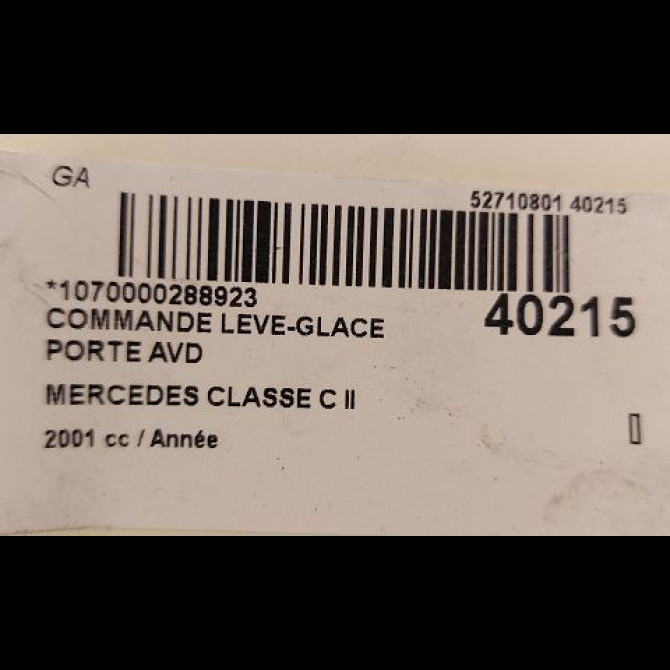 GA
52710801 40215
*1070000288923
40215
COMMANDE LEVE-GLACE
PORTE AVD
MERCEDES CLASSE C II
2001 cc / Année